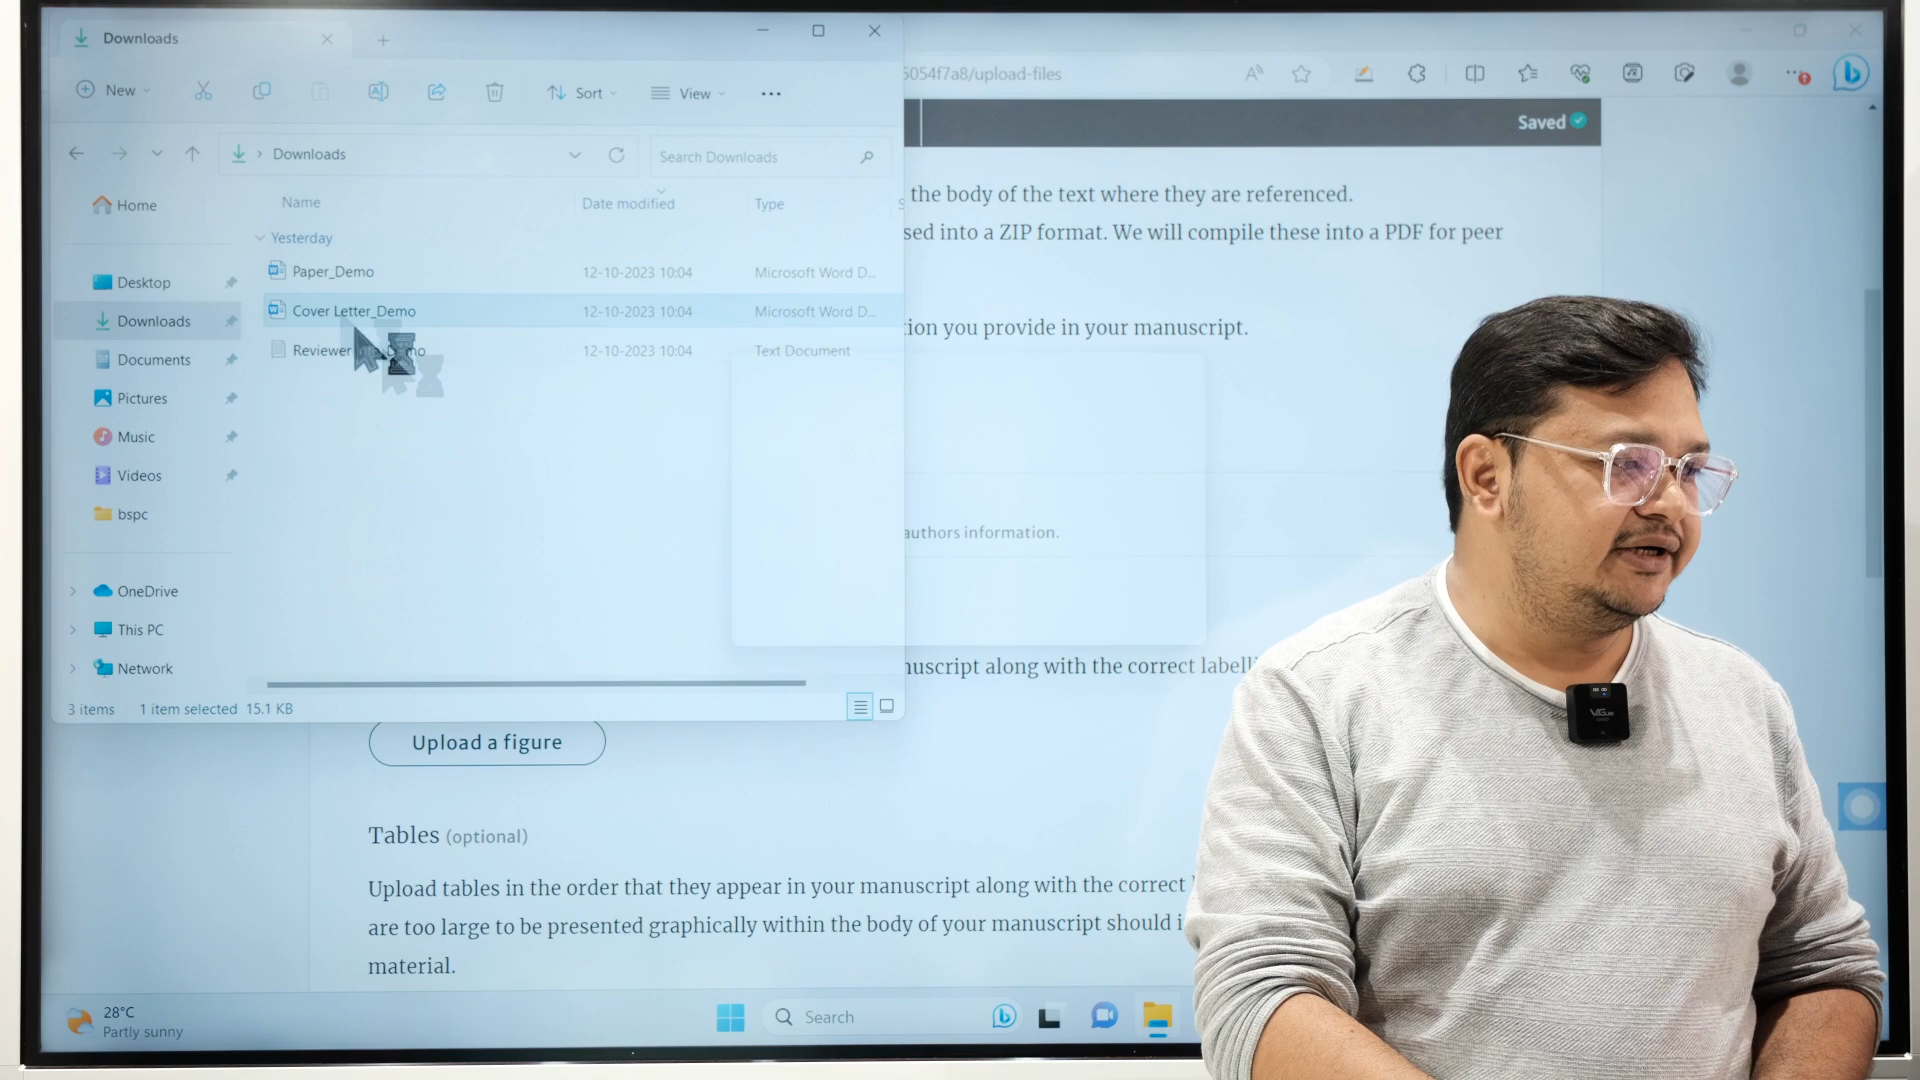 Downloads
5054f7a8/upload-files
New
Sort
View
Saved
Downloads
Search Downloads
Name
Date modified
Type
Home
the body of the text where they are referenced.
Yesterday
sed into a ZIP format. We will compile these into a PDF for peer
Paper_Demo 12-10-2023 10:04 Microsoft Word D...
Desktop
Cover Letter_Demo 12-10-2023 10:04 Microsoft Word D...
Downloads
ion you provide in your manuscript.
Reviewer 12-10-2023 10:04 Text Document
Documents
Pictures
Music
Videos
bspc
authors information.
OneDrive
This PC
Network
nuscript along with the correct labelli
3 items 1 item selected 15.1 KB
Upload a figure
Tables (optional)
Upload tables in the order that they appear in your manuscript along with the correct
are too large to be presented graphically within the body of your manuscript should i
material.
28°C
Partly sunny
Search